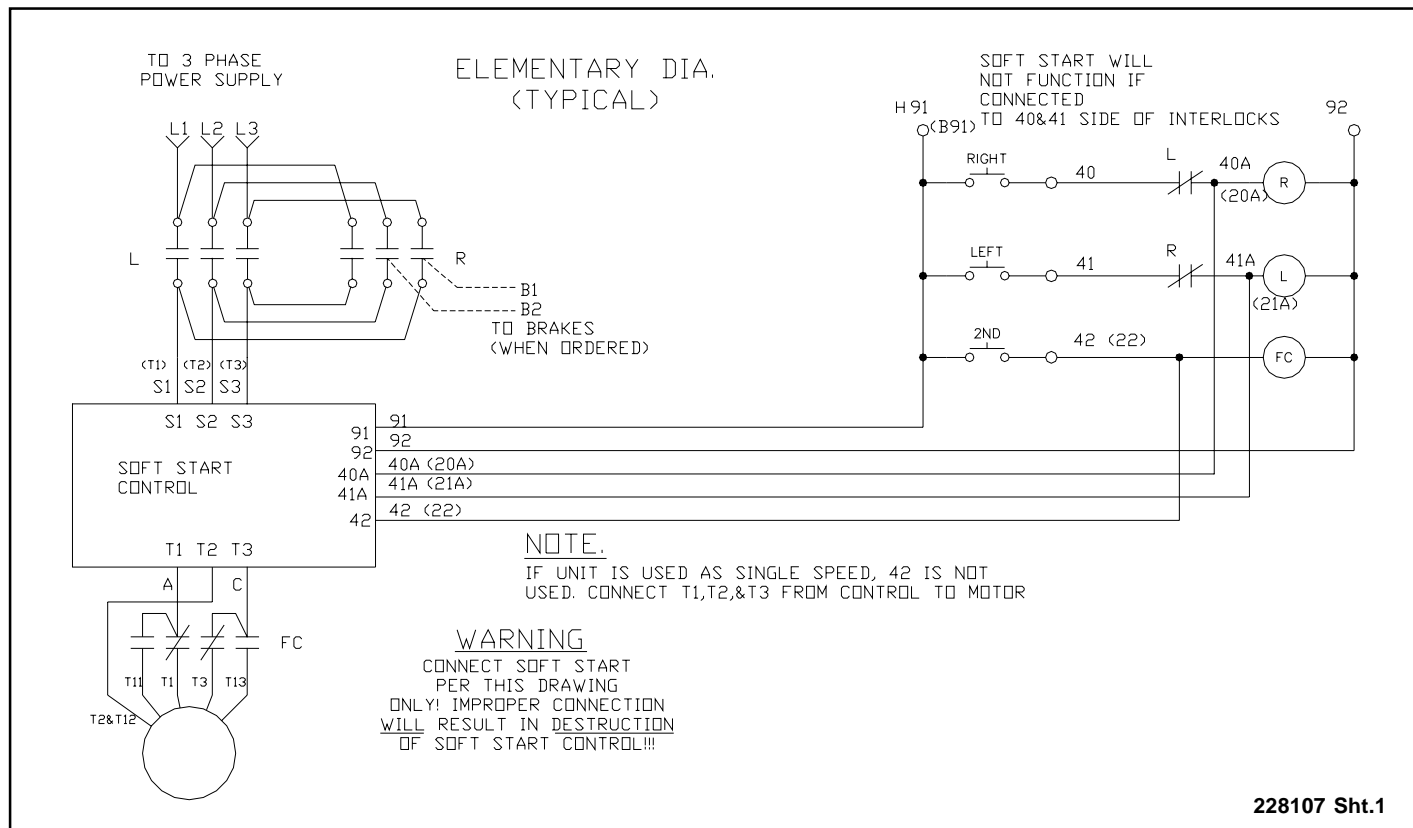 TO 3 PHASE
POWER SUPPLY
ELEMENTARY DIA.
(TYPICAL)
SOFT START WILL
NOT FUNCTION IF
CONNECTED
TO 40&41 SIDE OF INTERLOCKS
H 91
(B91)
92
L1 L2 L3
RIGHT
40
L
40A
(20A)
R
L
R
LEFT
41
R
41A
(21A)
L
B1
B2
TO BRAKES
(WHEN ORDERED)
2ND
42 (22)
FC
(T1) (T2) (T3)
S1 S2 S3
S1 S2 S3
SOFT START
CONTROL
91
92
40A
41A
42
91
92
40A (20A)
41A (21A)
42 (22)
T1 T2 T3
A C
FC
T11 T1 T3 T13
T2&T12
NOTE.
IF UNIT IS USED AS SINGLE SPEED, 42 IS NOT
USED. CONNECT T1,T2,&T3 FROM CONTROL TO MOTOR
WARNING
CONNECT SOFT START
PER THIS DRAWING
ONLY! IMPROPER CONNECTION
WILL RESULT IN DESTRUCTION
OF SOFT START CONTROL!!!
228107 Sht.1